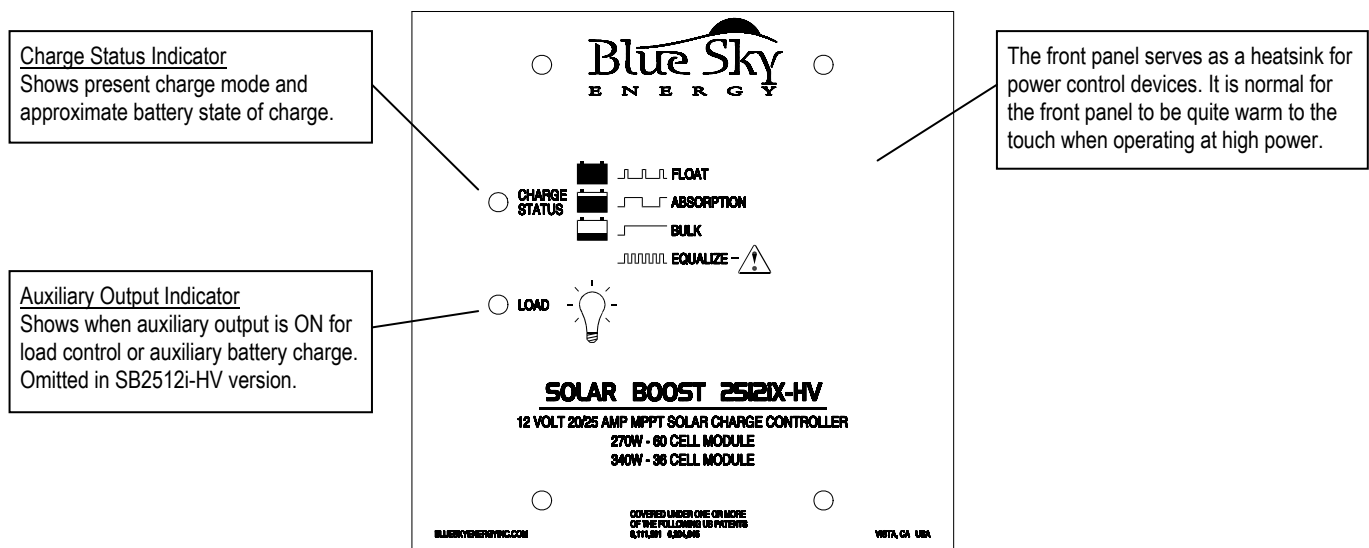 Charge Status Indicator
Shows present charge mode and
approximate battery state of charge.
Auxiliary Output Indicator
Shows when auxiliary output is ON for
load control or auxiliary battery charge.
Omitted in SB2512i-HV version.
Blue Sky
ENERGY
CHARGE
STATUS
FLOAT
ABSORPTION
BULK
EQUALIZE
LOAD
SOLAR BOOST 2512iX-HV
12 VOLT 20/25 AMP MPPT SOLAR CHARGE CONTROLLER
270W - 60 CELL MODULE
340W - 36 CELL MODULE
COVERED UNDER ONE OR MORE
OF THE FOLLOWING US PATENTS
BLUESKYENERGYINC.COM
VISTA, CA USA
The front panel serves as a heatsink for
power control devices. It is normal for
the front panel to be quite warm to the
touch when operating at high power.